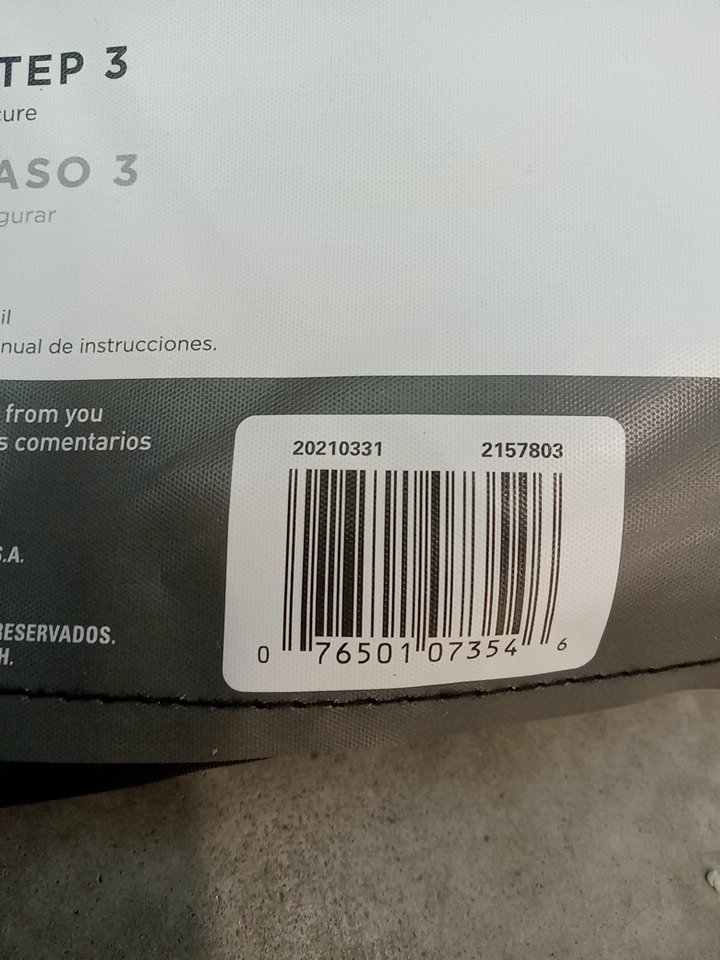 TEP 3
cure
ASO 3
gurar
il
nual de instrucciones.
from you
s comentarios
S.A.
RESERVADOS.
H.
20210331 2157803
0 76501 07354 6